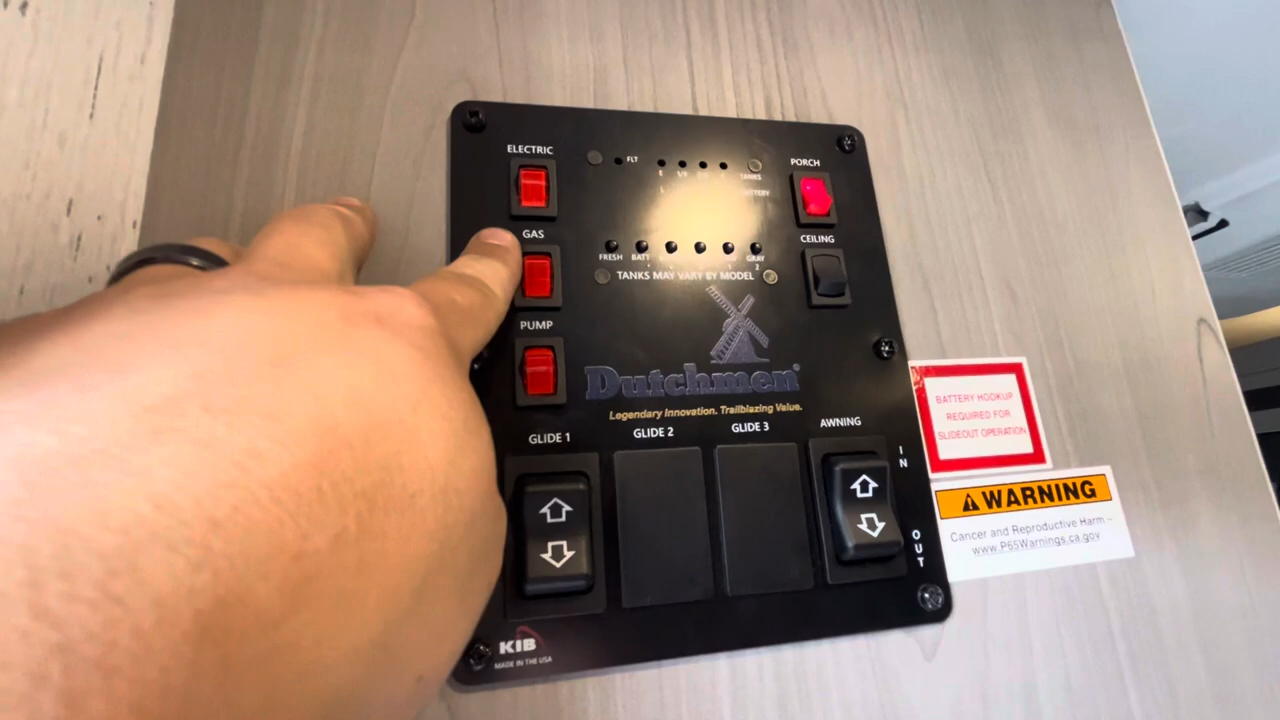 ELECTRIC
FLT
PORCH
E
TANKS
L
GAS
CEILING
FRESH BATT GRAY
2
TANKS MAY VARY BY MODEL
PUMP
Dutchmen
Legendary Innovation. Trailblazing Value.
GLIDE 1 GLIDE 2 GLIDE 3 AWNING
IN
OUT
KIB
MADE IN THE USA
BATTERY HOOKUP
REQUIRED FOR
SLIDEOUT OPERATION
WARNING
Cancer and Reproductive Harm –
www.P65Warnings.ca.gov